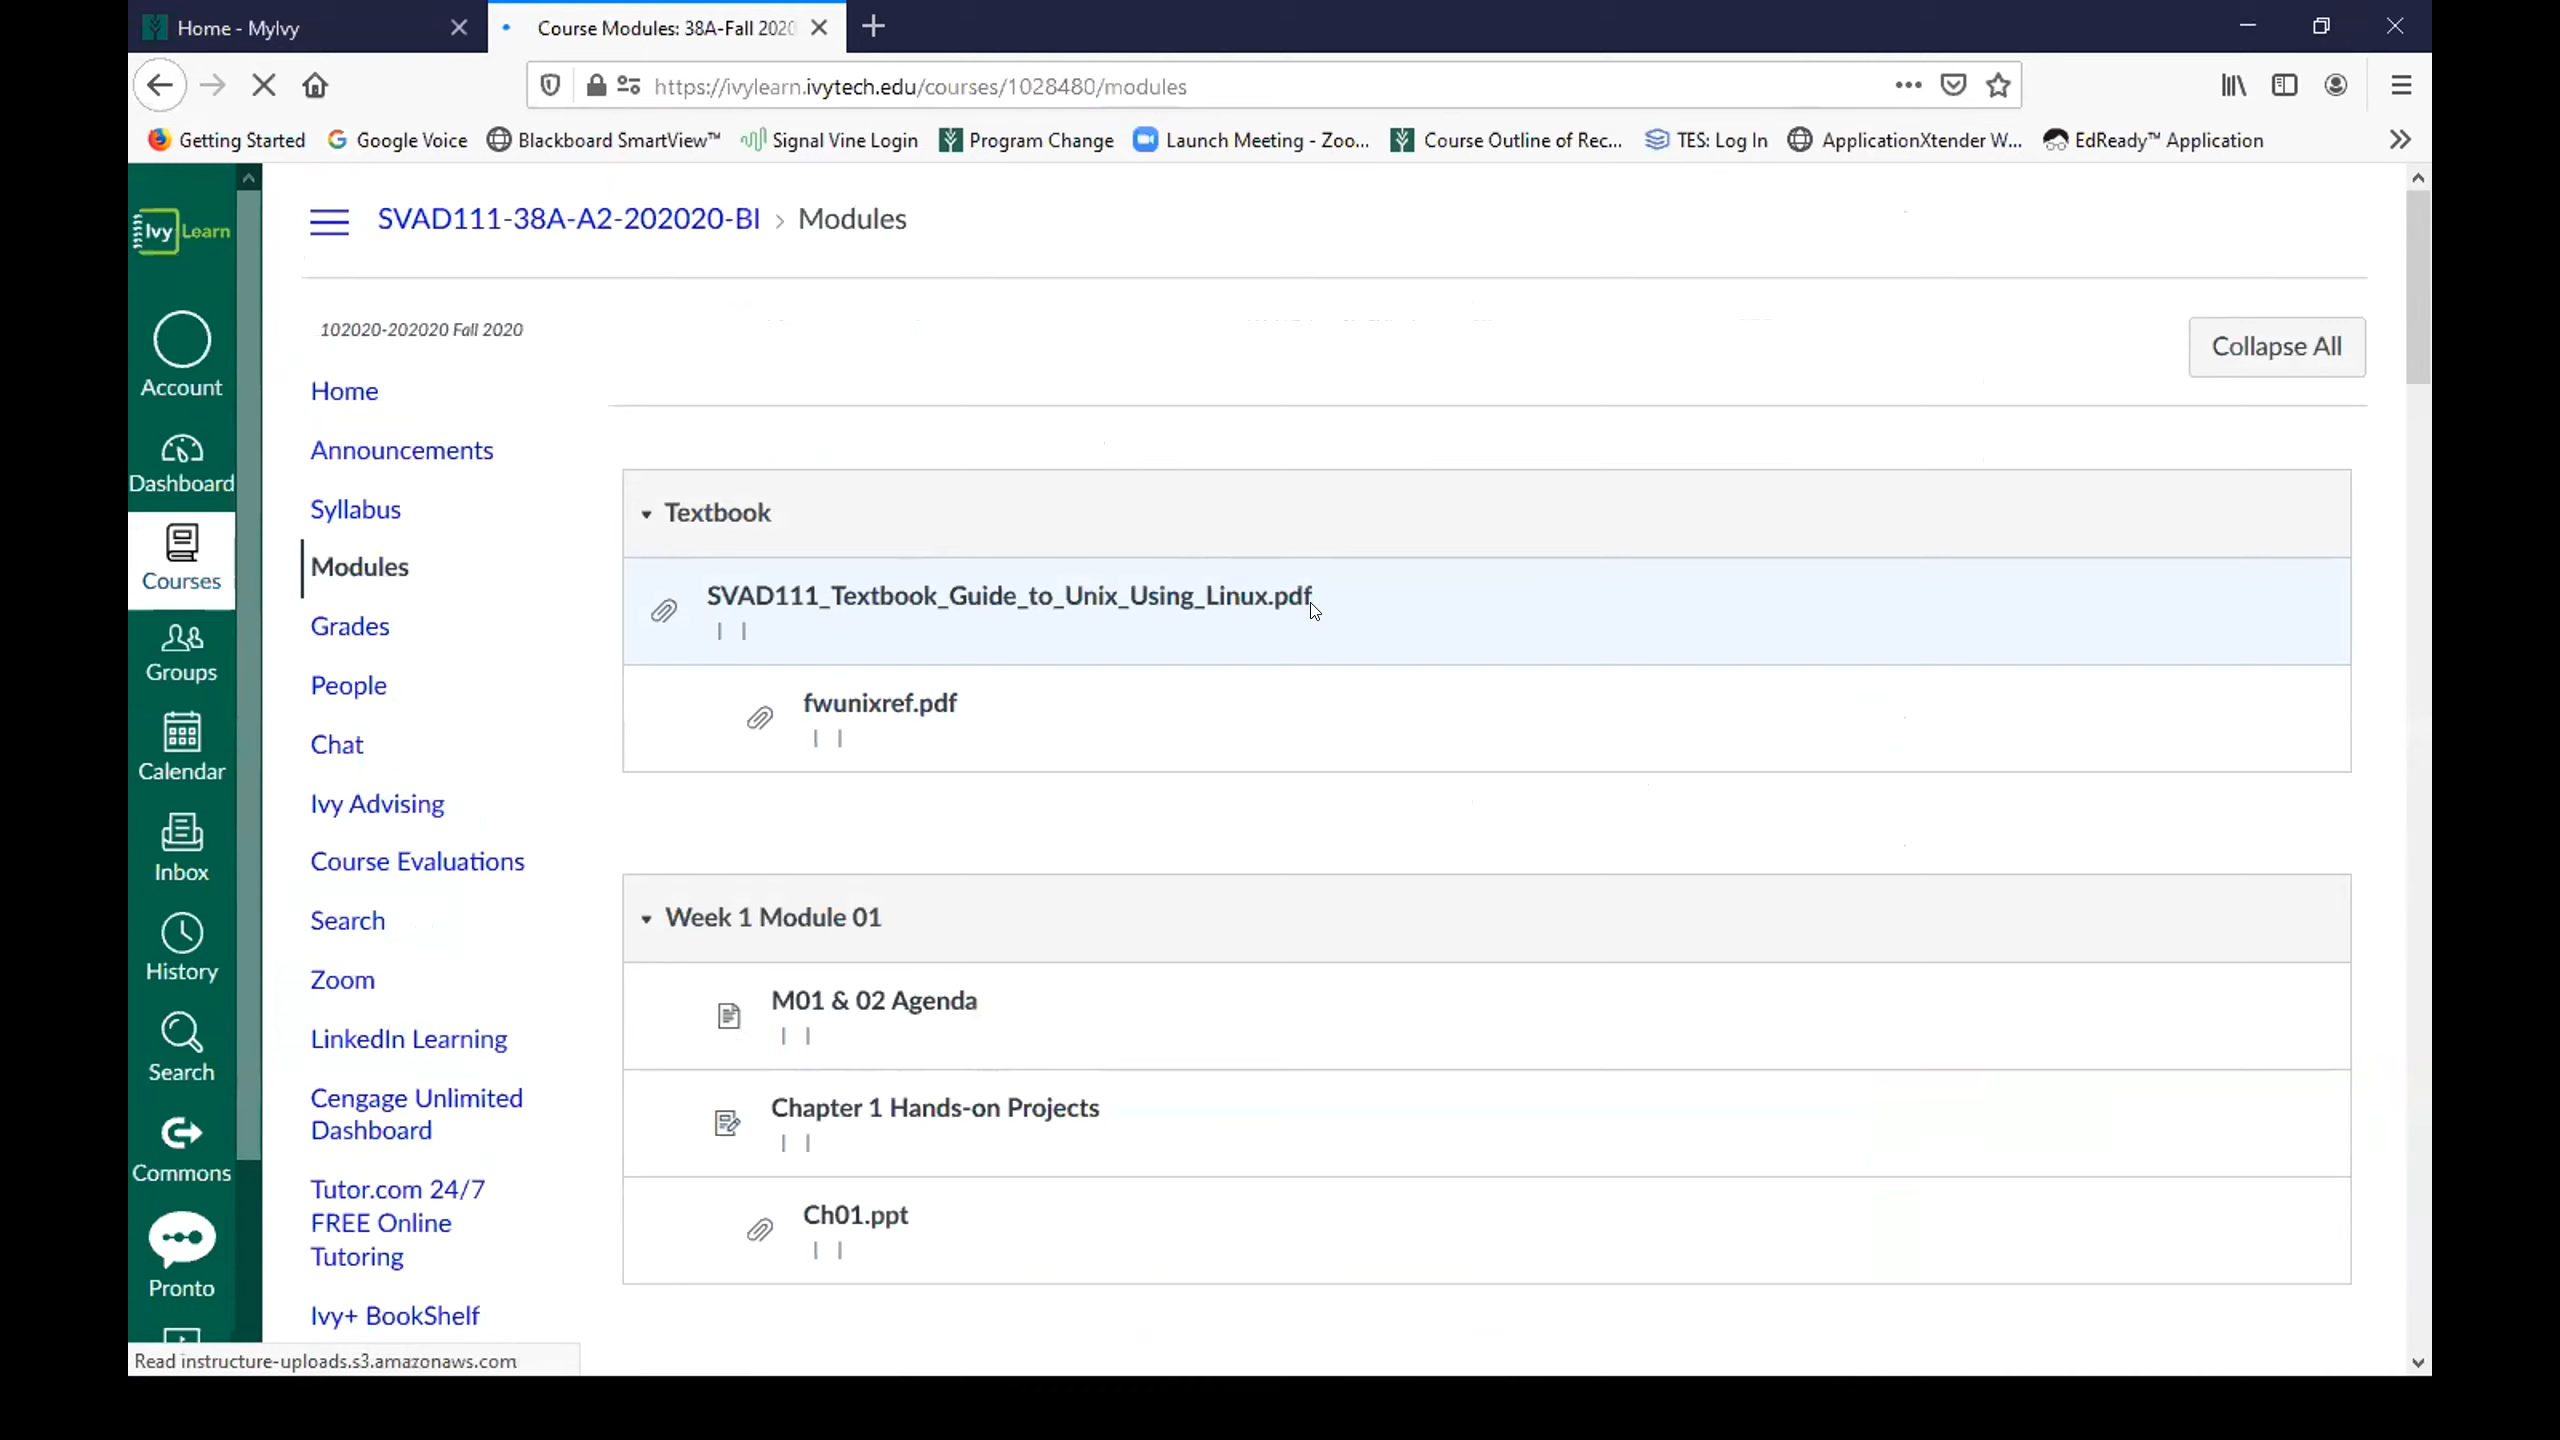 Home - MyIvy
Course Modules: 38A-Fall 2020
https://ivylearn.ivytech.edu/courses/1028480/modules
Getting Started
Google Voice
Blackboard SmartView™
Signal Vine Login
Program Change
Launch Meeting - Zoo...
Course Outline of Rec...
TES: Log In
ApplicationXtender W...
EdReady™ Application
Ivy Learn
Account
Dashboard
Courses
Groups
Calendar
Inbox
History
Search
Commons
Pronto
SVAD111-38A-A2-202020-BI > Modules
102020-202020 Fall 2020
Home
Announcements
Syllabus
Modules
Grades
People
Chat
Ivy Advising
Course Evaluations
Search
Zoom
LinkedIn Learning
Cengage Unlimited
Dashboard
Tutor.com 24/7
FREE Online
Tutoring
Ivy+ BookShelf
Collapse All
Textbook
SVAD111_Textbook_Guide_to_Unix_Using_Linux.pdf
| |
fwunixref.pdf
| |
Week 1 Module 01
M01 & 02 Agenda
| |
Chapter 1 Hands-on Projects
| |
Ch01.ppt
| |
Read instructure-uploads.s3.amazonaws.com